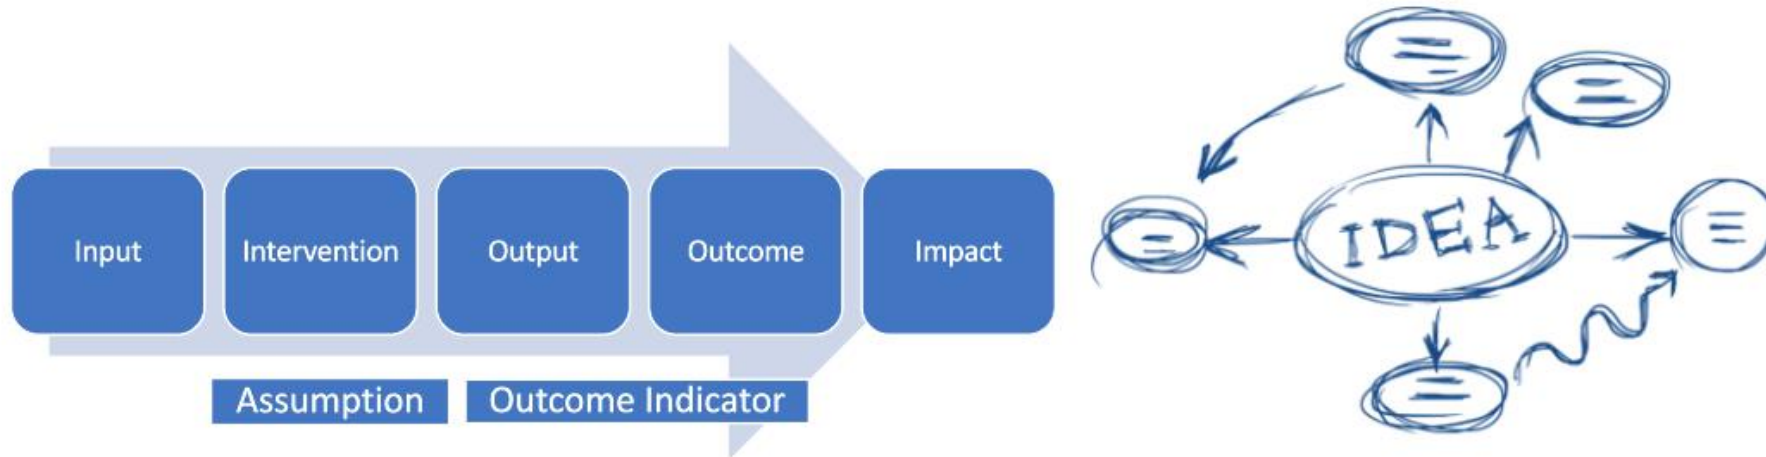 Input
Intervention
Output
Outcome
Impact
Assumption
Outcome Indicator
IDEA